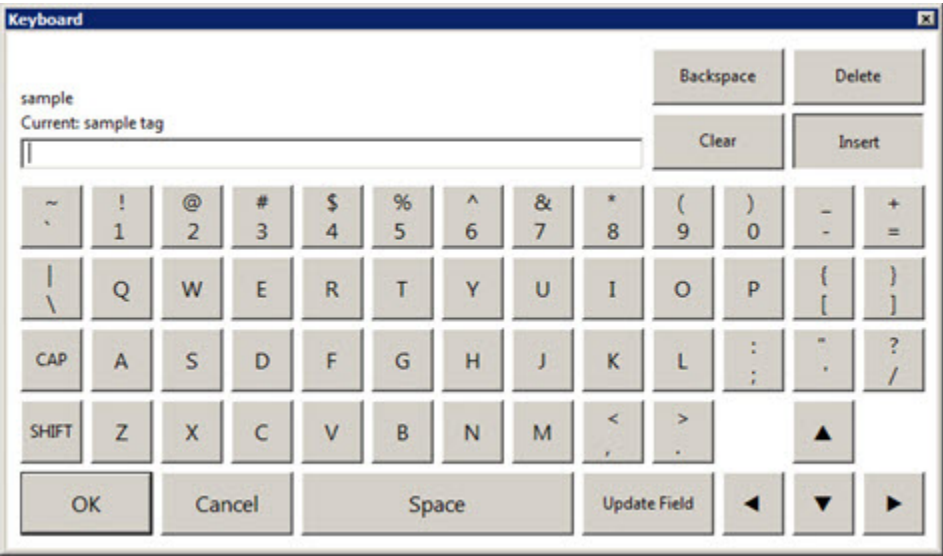 Keyboard
Backspace Delete
sample
Current: sample tag
Clear Insert
~ ! @ # $ % ^ & * ( ) _ +
` 1 2 3 4 5 6 7 8 9 0 - =
| Q W E R T Y U I O P { }
\ [ ]
CAP A S D F G H J K L : " ?
; ' /
SHIFT Z X C V B N M < >
, .
▲
OK Cancel Space Update Field ◄ ▼ ►